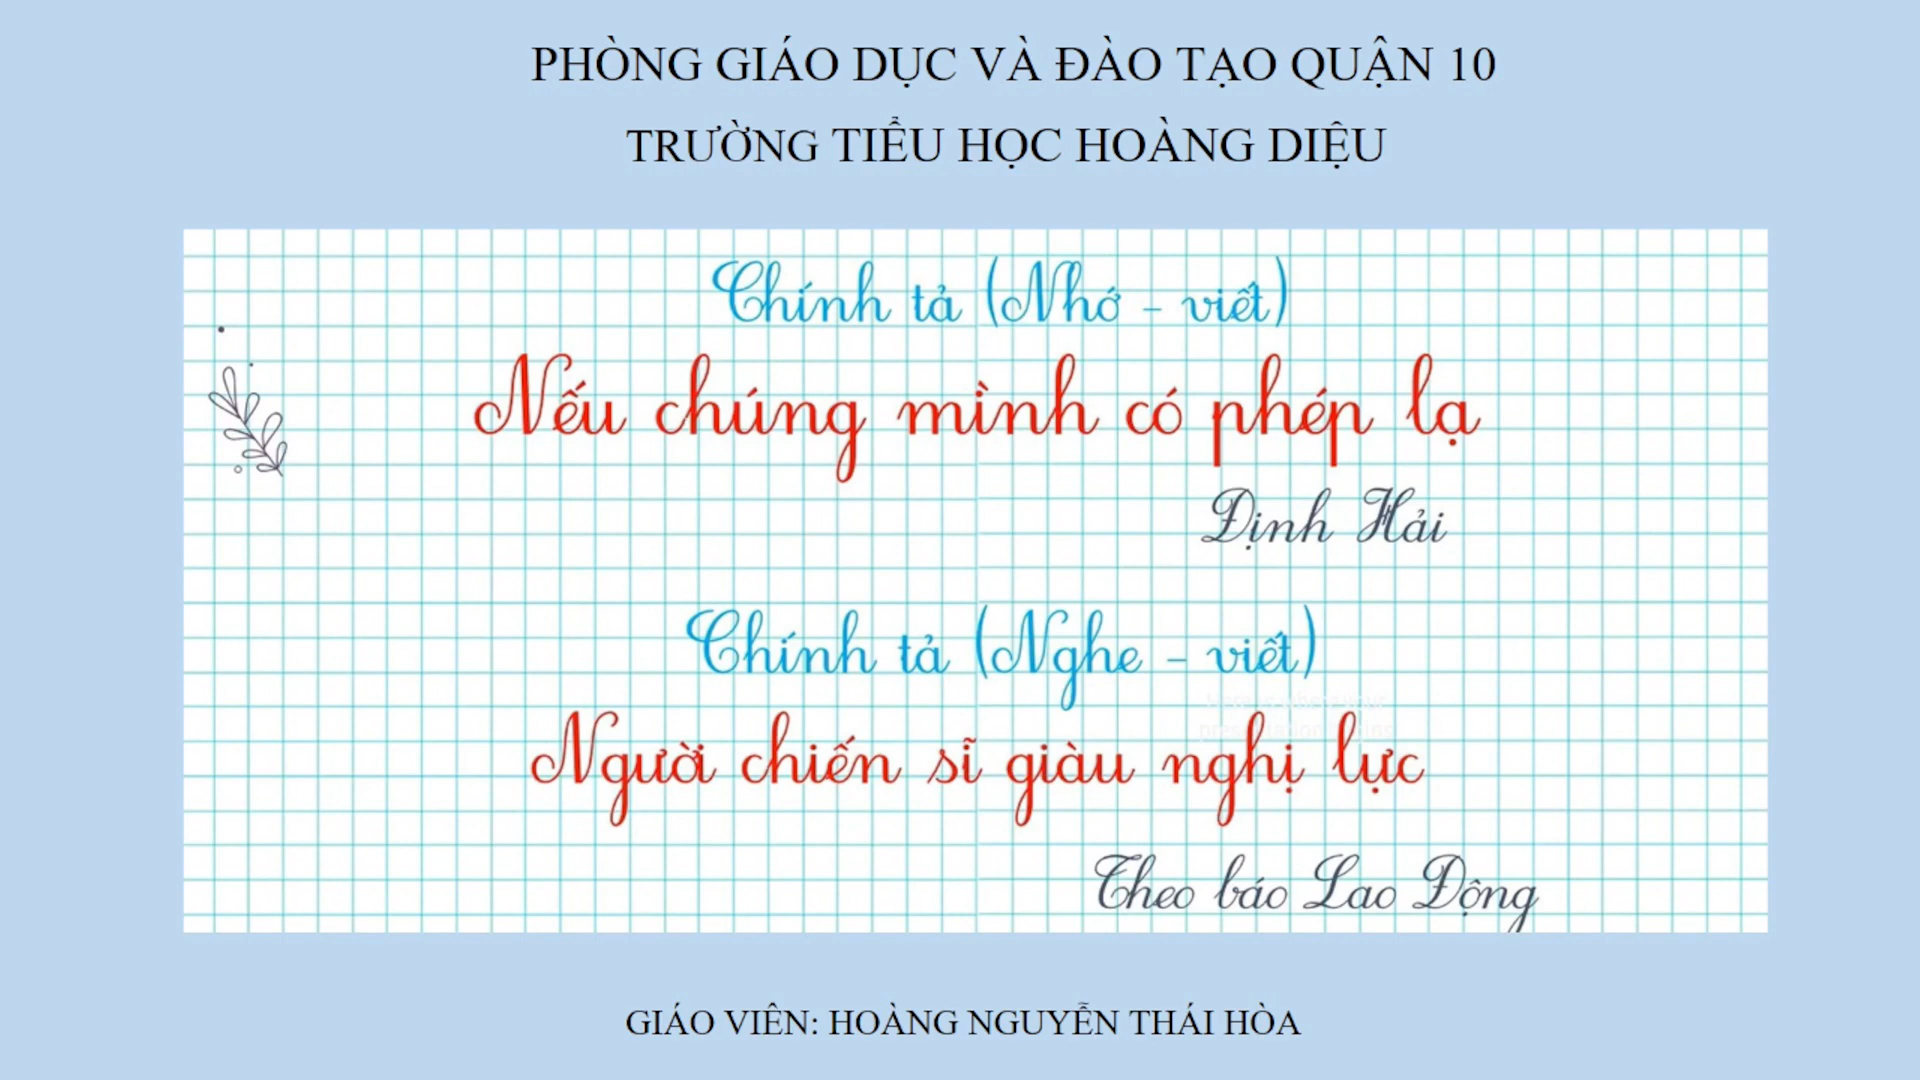 PHÒNG GIÁO DỤC VÀ ĐÀO TẠO QUẬN 10
TRƯỜNG TIỂU HỌC HOÀNG DIỆU
Chính tả (Nhớ - viết)
Nếu chúng mình có phép lạ
Định Hải
Chính tả (Nghe - viết)
Người chiến sĩ giàu nghị lực
Theo báo Lao Động
GIÁO VIÊN: HOÀNG NGUYỄN THÁI HÒA